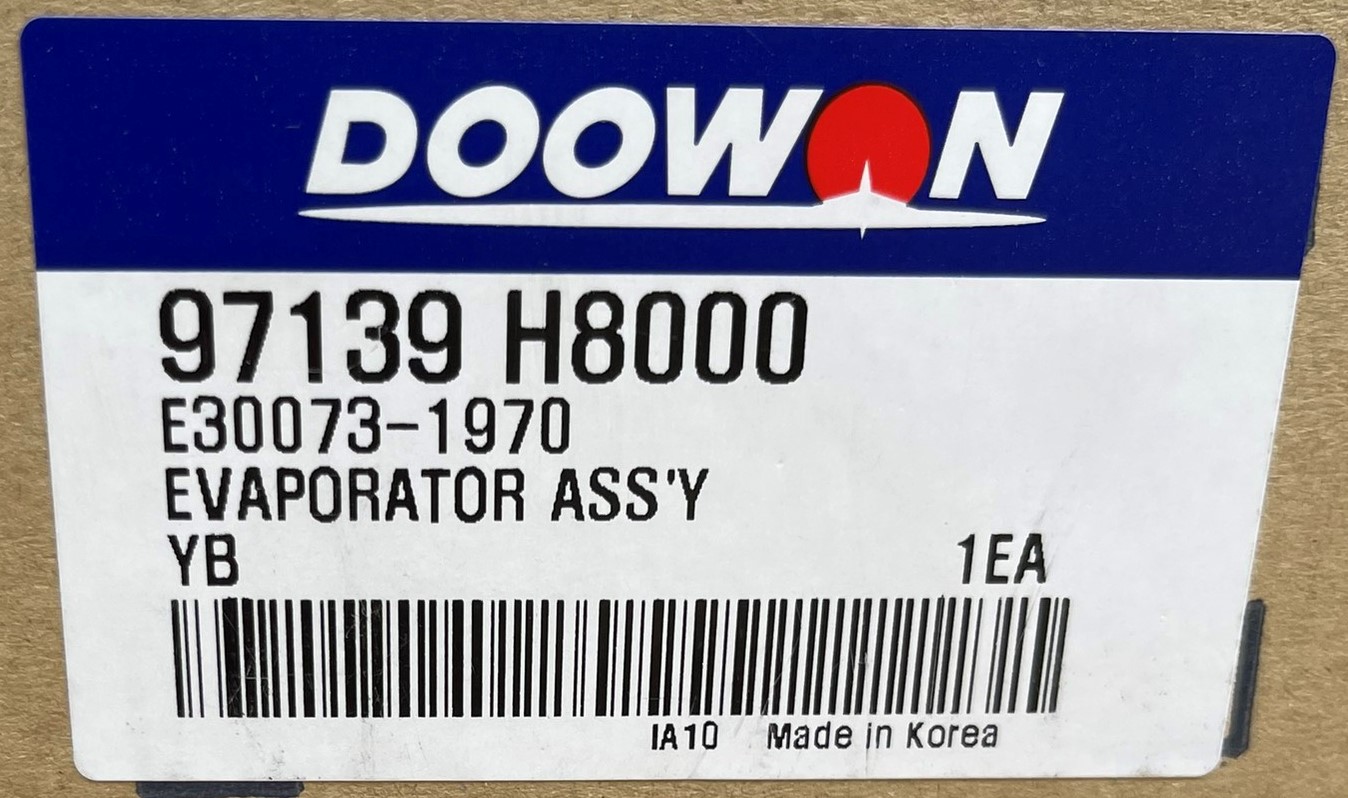 DOOWON
97139 H8000
E30073-1970
EVAPORATOR ASS'Y
YB 1EA
IA10 Made in Korea